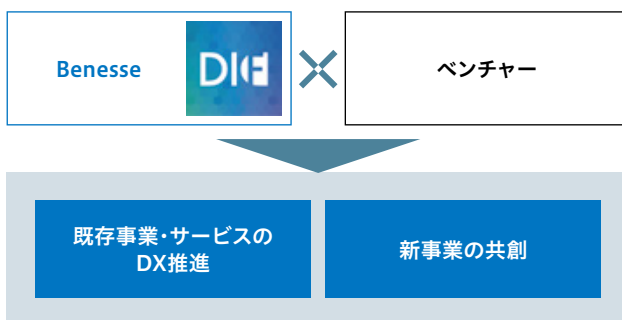 Benesse
DIF
ベンチャー
既存事業・サービスの
DX推進
新事業の共創